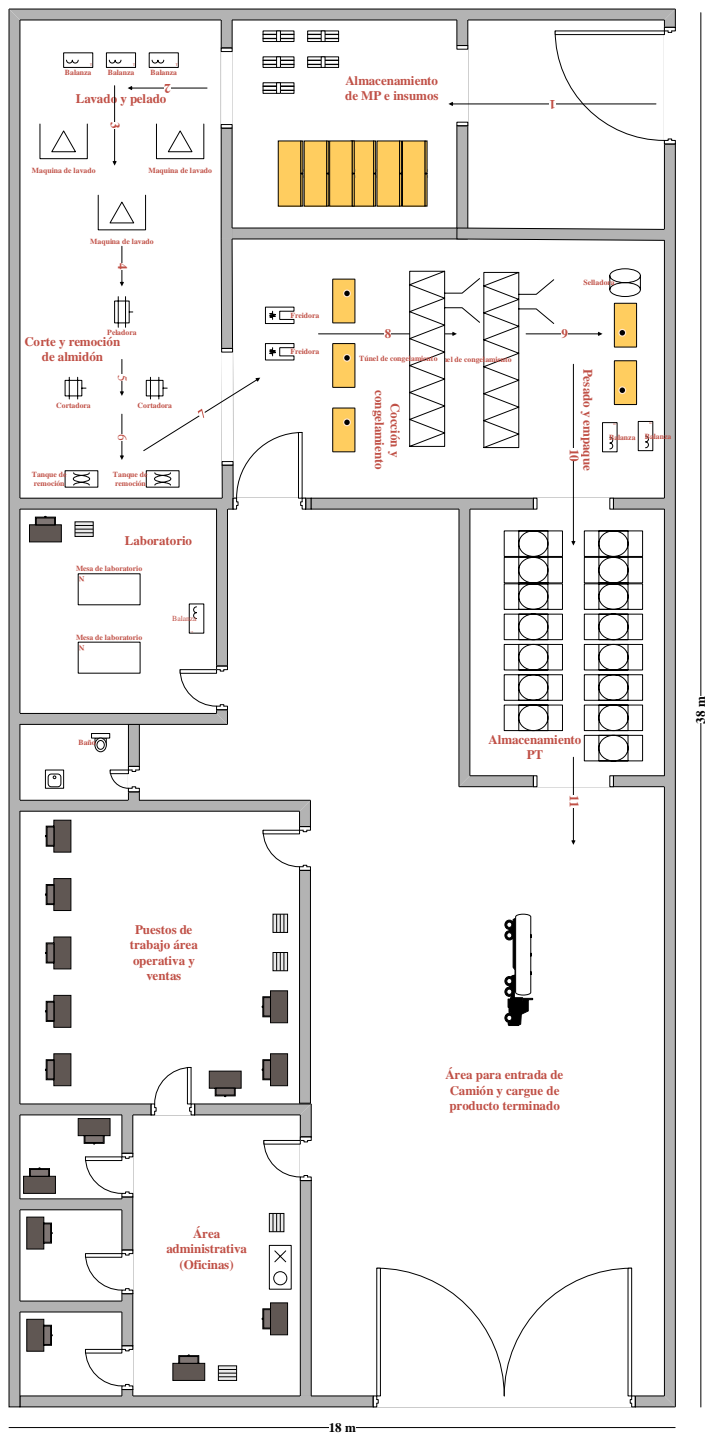 Balanza
Balanza
Balanza
2
Lavado y pelado
3
Maquina de lavado
Maquina de lavado
Maquina de lavado
4
Peladora
Corte y remoción
de almidón
5
Cortadora
Cortadora
6
Tanque de
remoción
Tanque de
remoción
7
Almacenamiento
de MP e insumos
1
Freidora
Freidora
8
Túnel de congelamiento
nel de congelamiento
Cocción y
congelamiento
9
Selladora
Pesado y empaque
Balanza
Balanza
10
Laboratorio
Mesa de laboratorio
N
Balanza
Mesa de laboratorio
N
Almacenamiento
PT
11
38 m
Baño
Puestos de
trabajo área
operativa y
ventas
Área para entrada de
Camión y cargue de
producto terminado
Área
administrativa
(Oficinas)
18 m